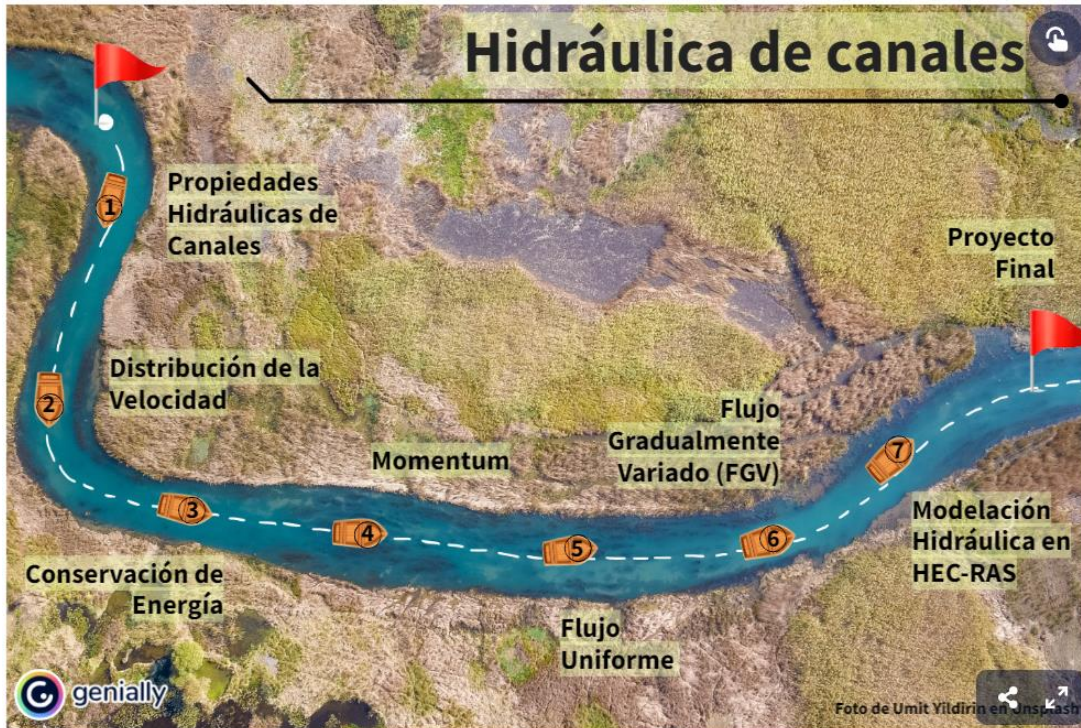 Hidráulica de canales
1
Propiedades
Hidráulicas de
Canales
2
Distribución de la
Velocidad
3
Conservación de
Energía
4
Momentum
5
Flujo
Uniforme
6
Flujo
Gradualmente
Variado (FGV)
7
Modelación
Hidráulica en
HEC-RAS
Proyecto
Final
genially
Foto de Umit Yildirin en Unsplash